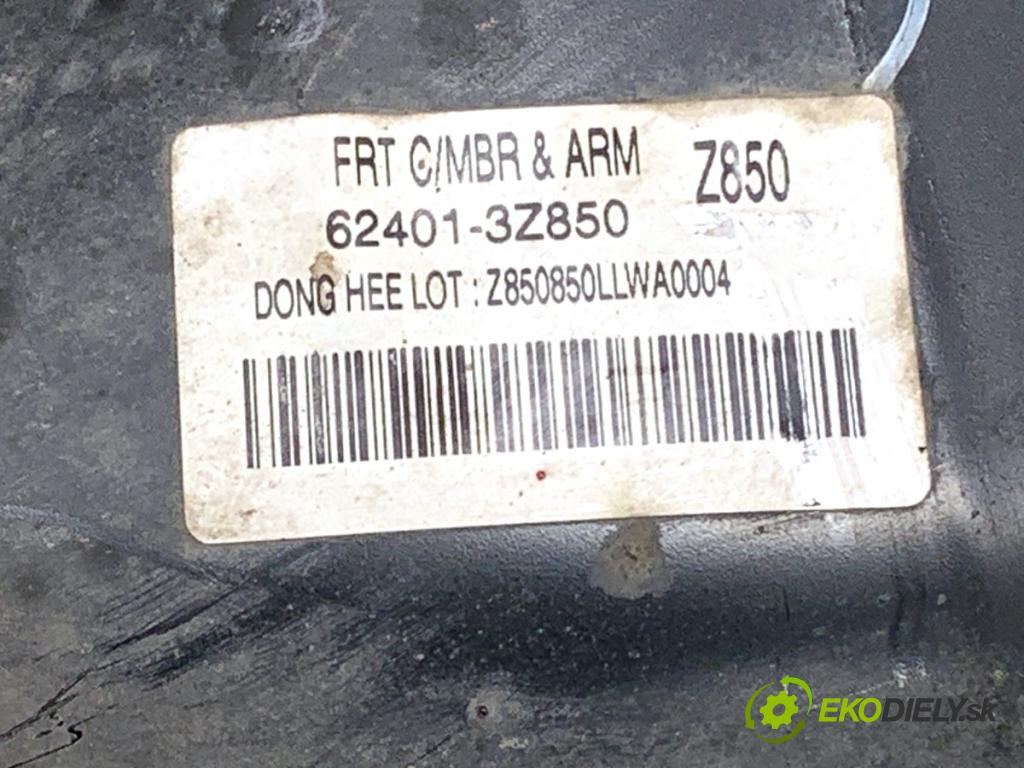 FRT C/MBR & ARM Z850
62401-3Z850
DONG HEE LOT : Z850850LLWA0004
EKODIELY.sk